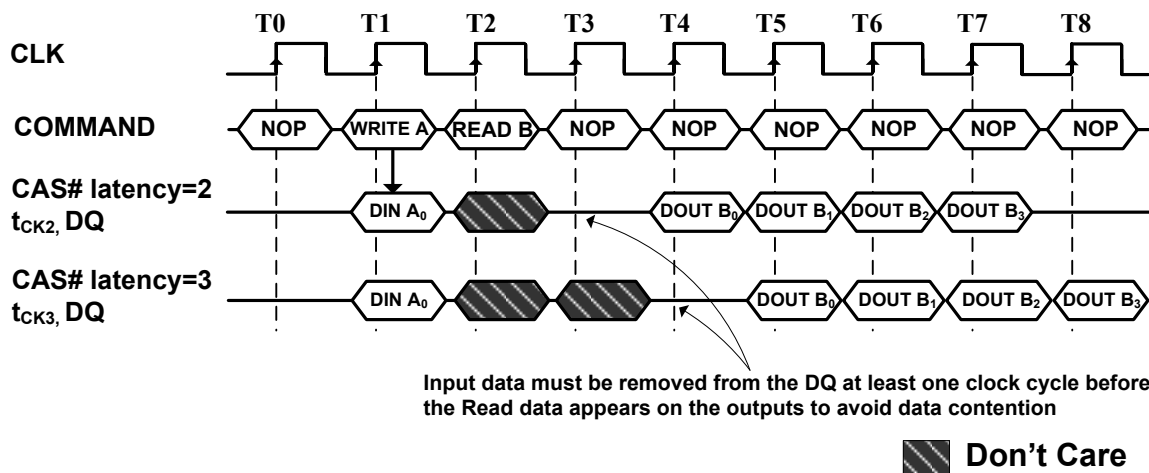 T0 T1 T2 T3 T4 T5 T6 T7 T8
CLK
COMMAND NOP WRITE A READ B NOP NOP NOP NOP NOP NOP
CAS# latency=2
tCK2, DQ DIN A0 DOUT B0 DOUT B1 DOUT B2 DOUT B3
CAS# latency=3
tCK3, DQ DIN A0 DOUT B0 DOUT B1 DOUT B2 DOUT B3
Input data must be removed from the DQ at least one clock cycle before
the Read data appears on the outputs to avoid data contention
Don't Care